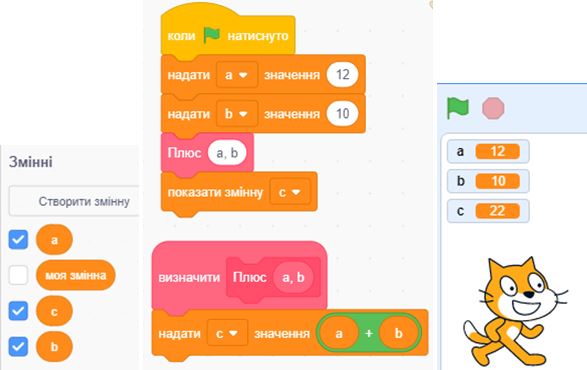 Змінні
Створити змінну
a
моя змінна
c
b
коли натиснуто
надати a значення 12
надати b значення 10
Плюс a, b
показати змінну c
визначити Плюс a, b
надати c значення a + b
a 12
b 10
c 22